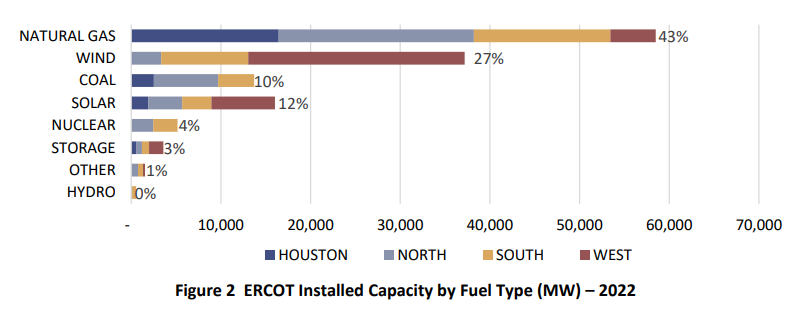 NATURAL GAS 43%
WIND 27%
COAL 10%
SOLAR 12%
NUCLEAR 4%
STORAGE 3%
OTHER 1%
HYDRO 0%
- 10,000 20,000 30,000 40,000 50,000 60,000 70,000
HOUSTON NORTH SOUTH WEST
Figure 2 ERCOT Installed Capacity by Fuel Type (MW) – 2022